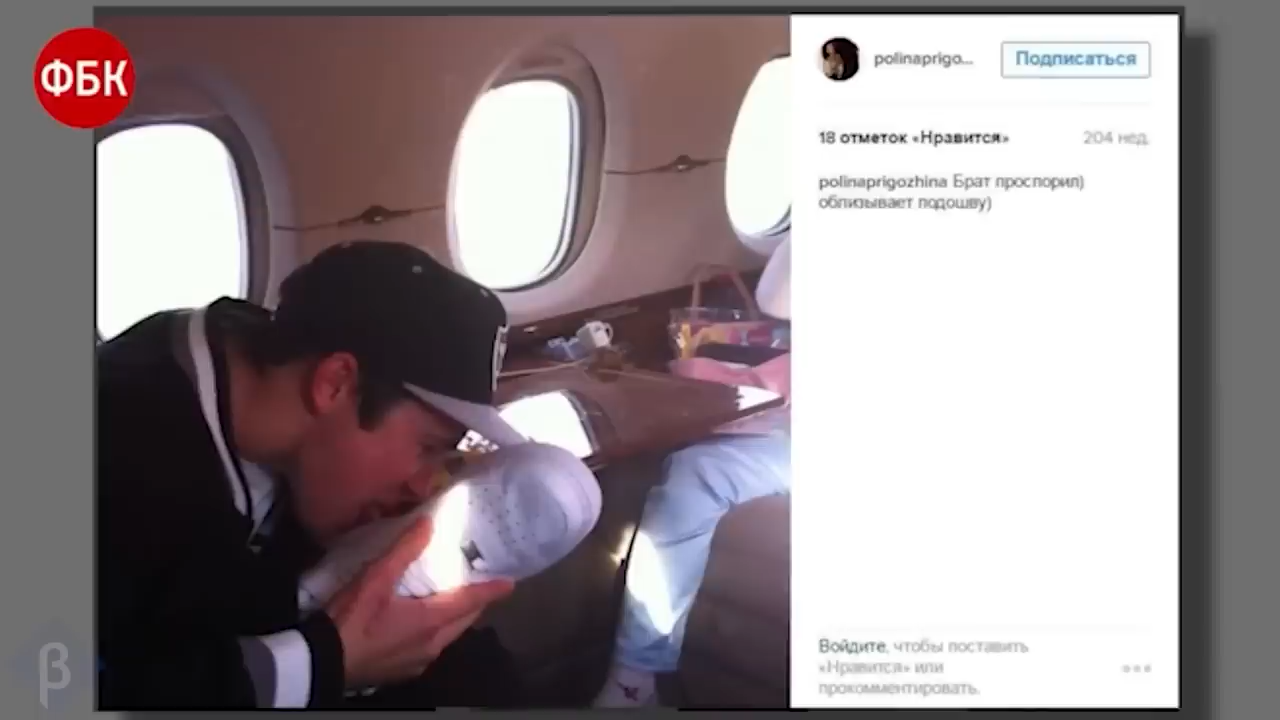 ФБК
polinaprigo...
Подписаться
18 отметок «Нравится»
204 нед.
polinaprigozhina Брат проспорил)
облизывает подошву)
Войдите, чтобы поставить
«Нравится» или
прокомментировать.
β